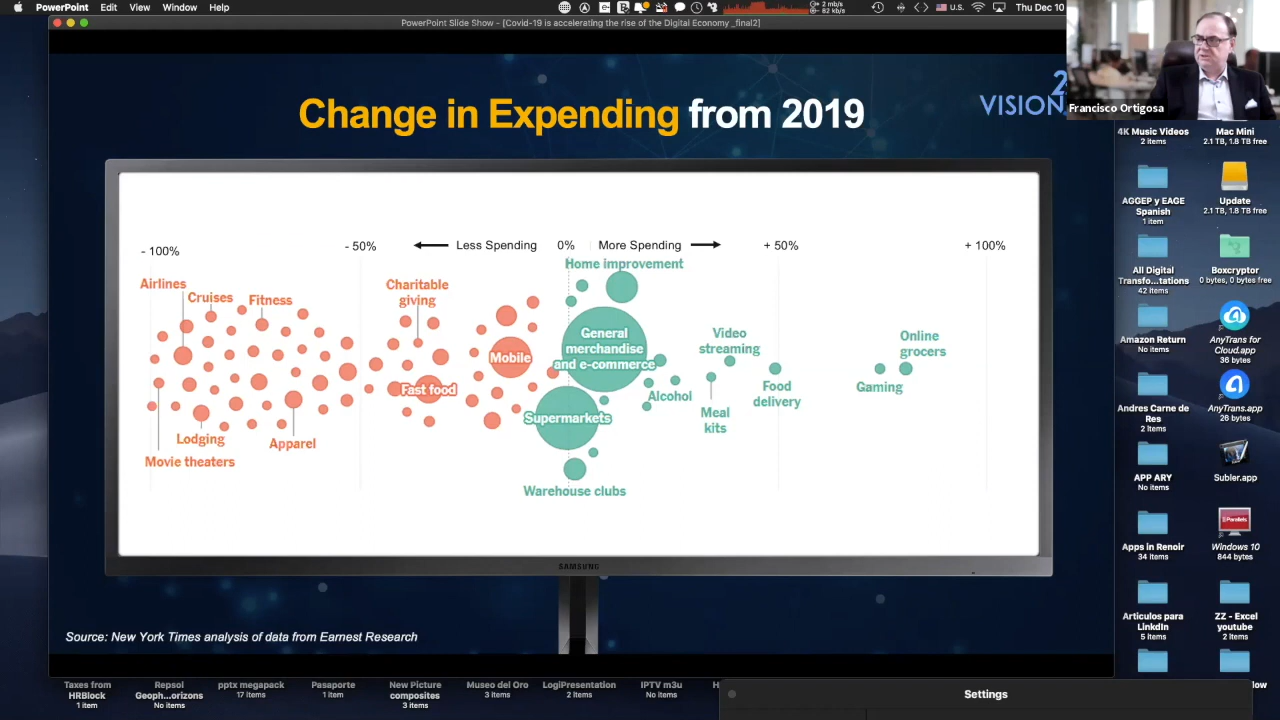 PowerPoint Edit View Window Help
2 mb/s
82 kb/s
U.S.
Thu Dec 10
PowerPoint Slide Show - [Covid-19 is accelerating the rise of the Digital Economy _final2]
Francisco Ortigosa
Change in Expending from 2019
2
VISION
- 100%
- 50%
Less Spending
0%
More Spending
+ 50%
+ 100%
Home improvement
Airlines
Cruises
Fitness
Charitable
giving
General
merchandise
and e-commerce
Video
streaming
Online
grocers
Mobile
Fast food
Alcohol
Food
delivery
Gaming
Supermarkets
Meal
kits
Lodging
Apparel
Movie theaters
Warehouse clubs
SAMSUNG
Source: New York Times analysis of data from Earnest Research
4K Music Videos
2 items
Mac Mini
2.1 TB, 1.8 TB free
AGGEP y EAGE
Spanish
1 item
Update
2.1 TB, 1.8 TB free
All Digital
Transfo...tations
42 items
Boxcryptor
0 bytes, 0 bytes free
Amazon Return
No items
AnyTrans for
Cloud.app
36 bytes
Andres Carne de
Res
2 items
AnyTrans.app
26 bytes
APP ARY
No items
Subler.app
Apps in Renoir
34 items
Parallels
Windows 10
844 bytes
Articulos para
LinkdIn
5 items
ZZ - Excel
youtube
2 items
Taxes from
HRBlock
1 item
Repsol
Geoph...orizons
No items
pptx megapack
17 items
Pasaporte
1 item
New Picture
composites
3 items
Museo del Oro
3 items
LogiPresentation
2 items
IPTV m3u
No items
Settings